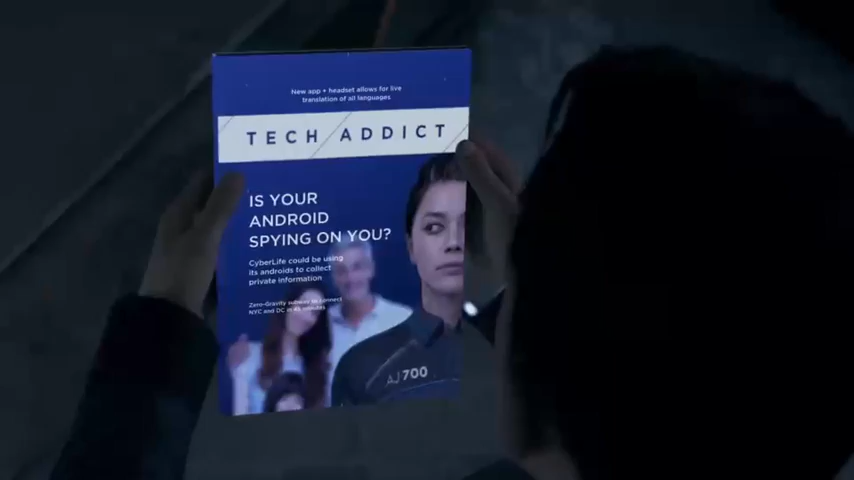 New app + headset allows for live
translation of all languages
TECH ADDICT
IS YOUR
ANDROID
SPYING ON YOU?
CyberLife could be using
its androids to collect
private information
Zero-Gravity subway to connect
NYC and DC in 45 minutes
AJ700